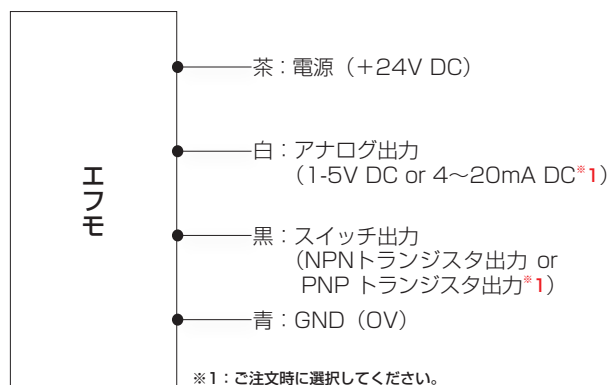 エフモ
茶：電源（＋24V DC）
白：アナログ出力
（1-5V DC or 4～20mA DC※1）
黒：スイッチ出力
（NPNトランジスタ出力 or
PNP トランジスタ出力※1）
青：GND（0V）
※1：ご注文時に選択してください。